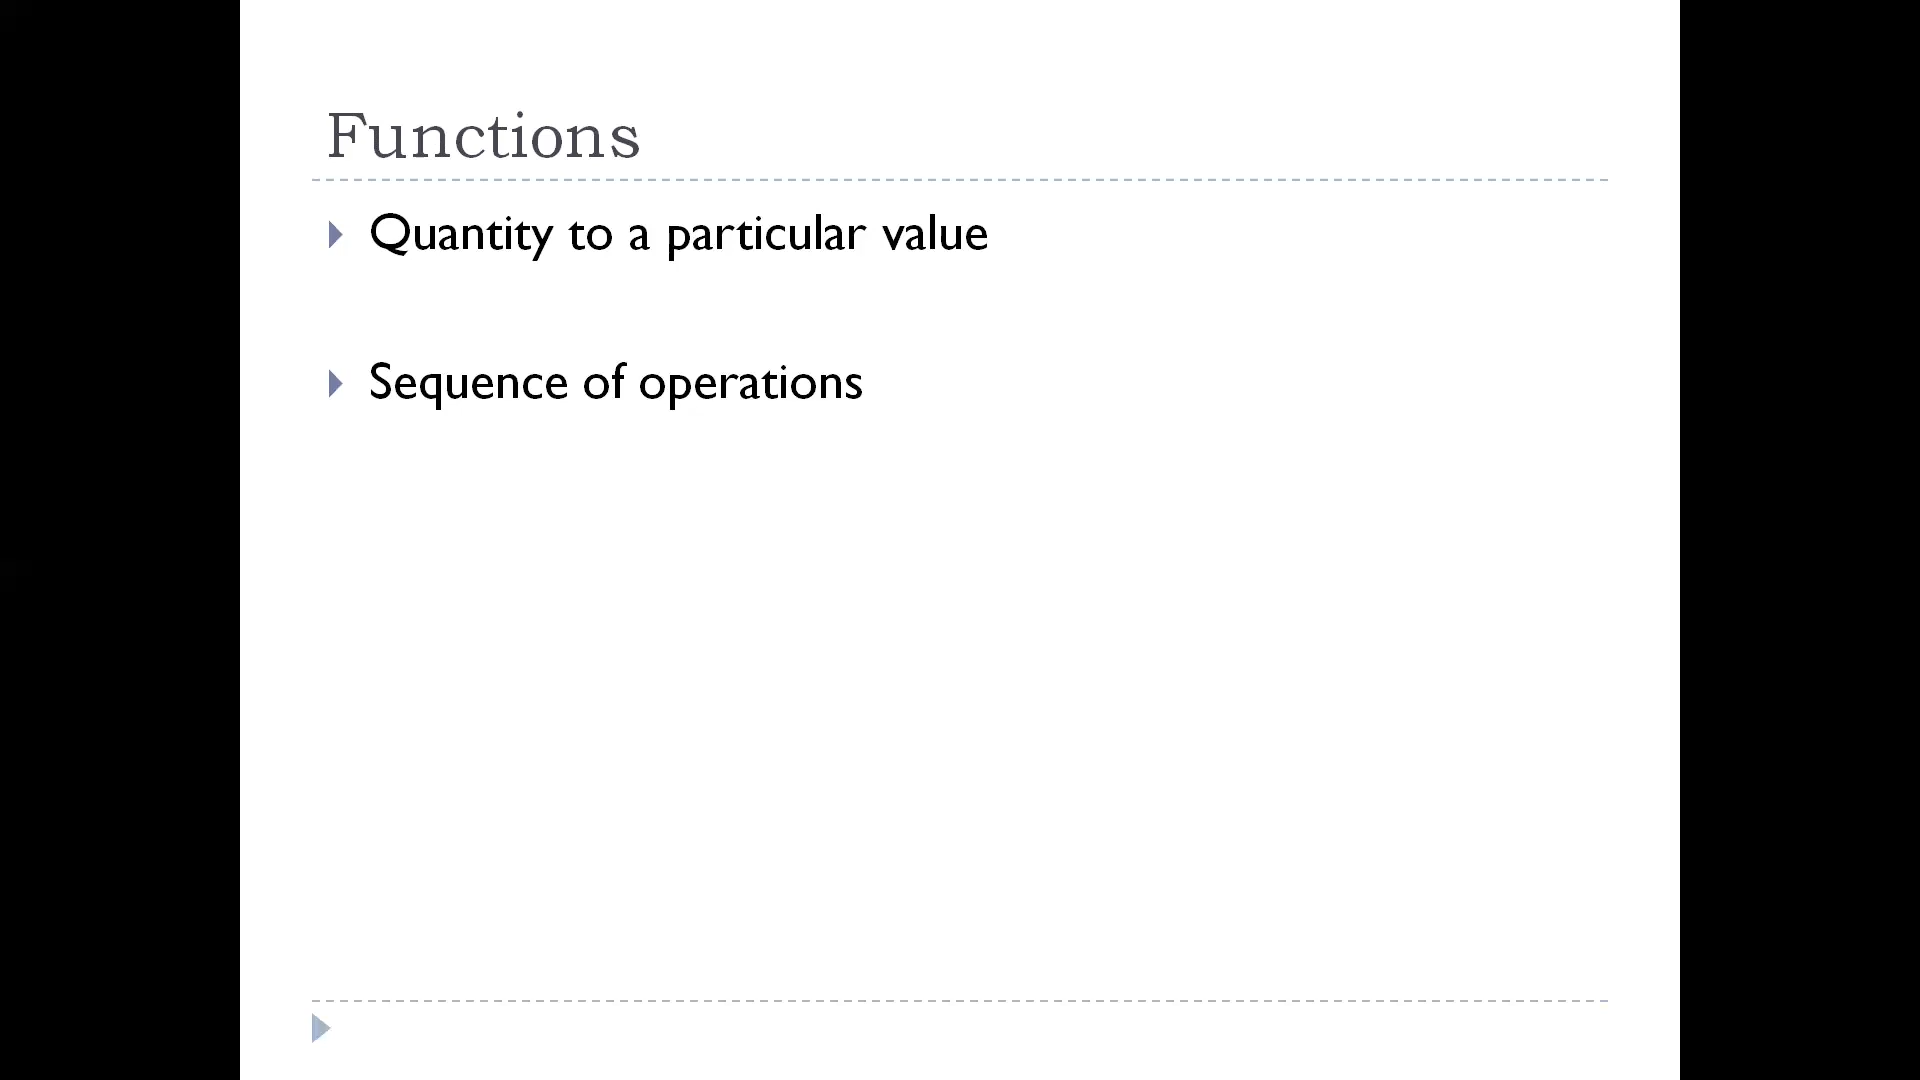 Functions
Quantity to a particular value
Sequence of operations